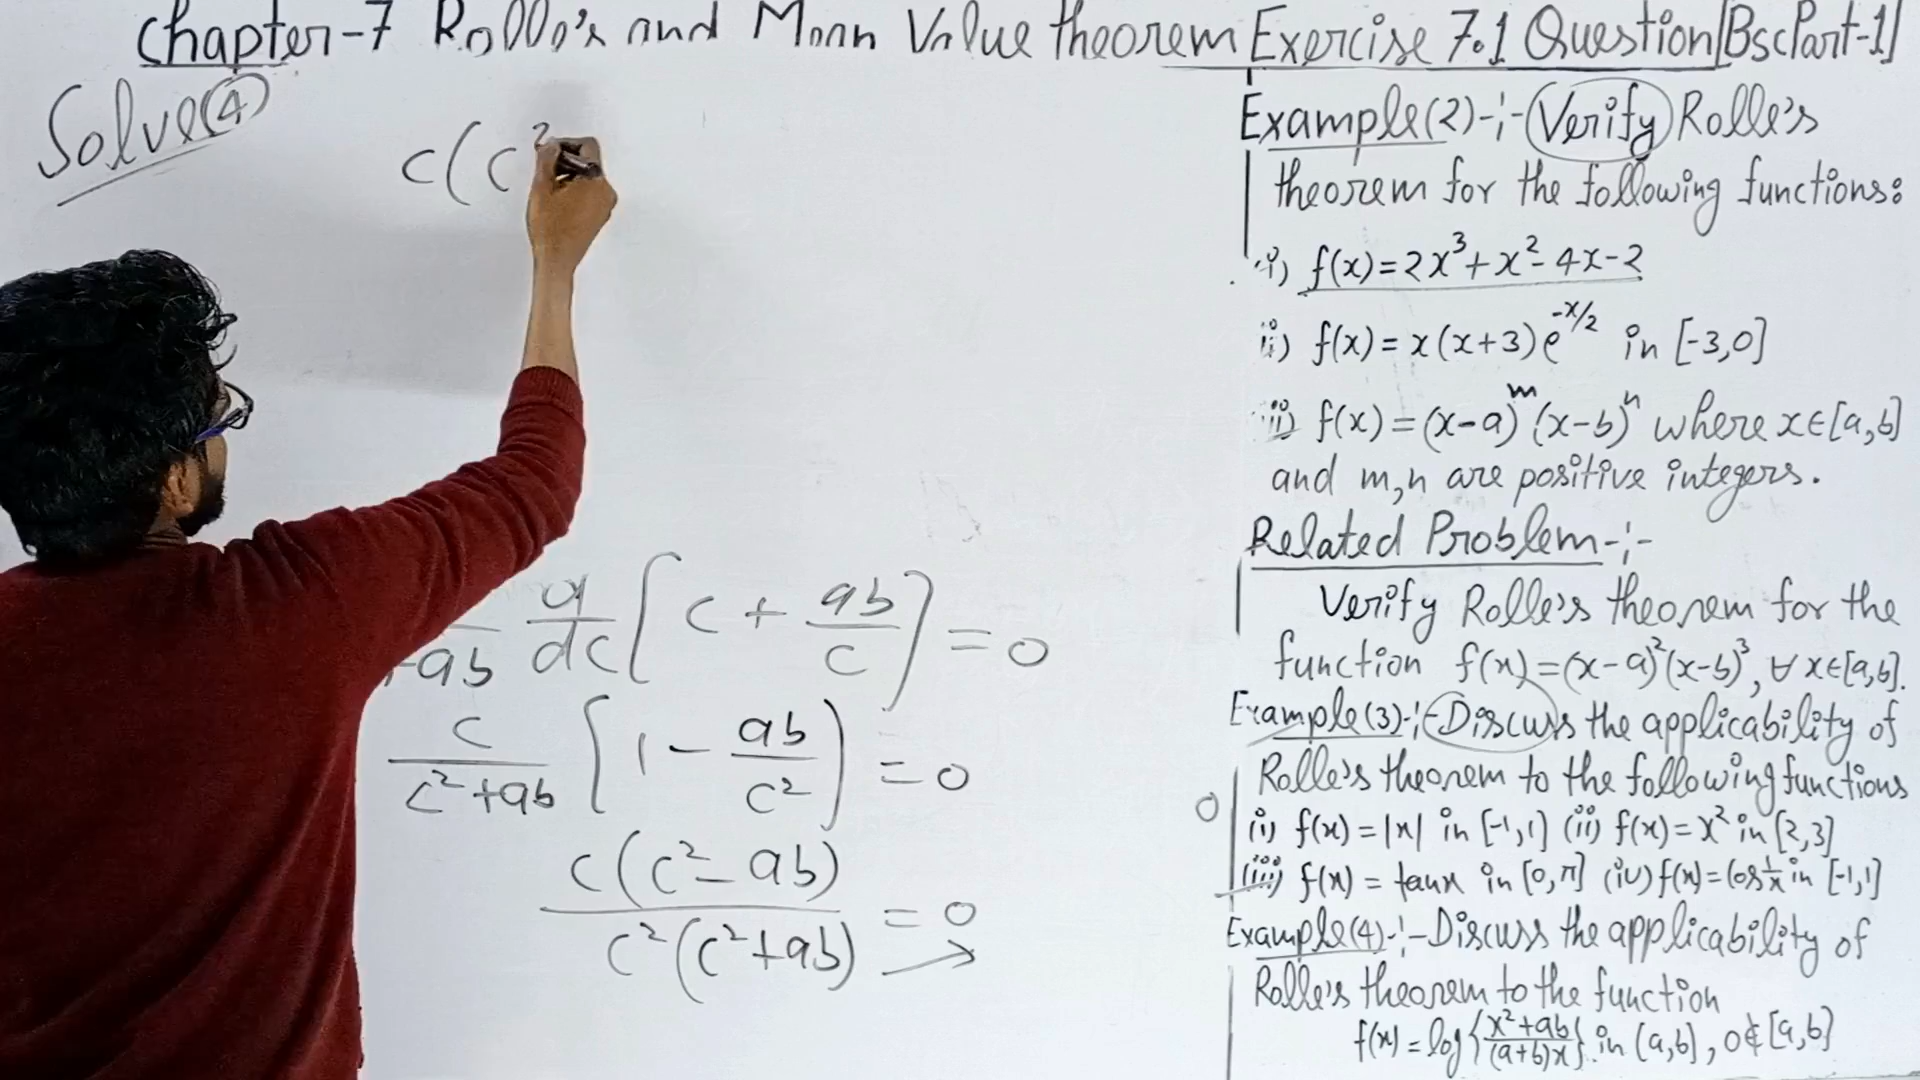 Chapter-7 Rolle's and Mean Value theorem Exercise 7.1 Question [Bsc Part-1]
Solve (4)
c(c²
d/dc [c + ab/c] = 0
+ab
c/(c²+ab) [1 - ab/c²] = 0
c(c² - ab)/(c²(c²+ab)) = 0
Example(2)-:- Verify Rolle's
theorem for the following functions:
(i) f(x) = 2x³+x²-4x-2
ii) f(x) = x(x+3)e^(-x/2) in [-3,0]
iii) f(x) = (x-a)^m (x-b)^n where x∈[a,b]
and m,n are positive integers.
Related Problem-:-
Verify Rolle's theorem for the
function f(x) = (x-a)²(x-b)³, ∀ x∈[a,b].
Example(3)-:- Discuss the applicability of
Rolle's theorem to the following functions
(i) f(x) = |x| in [-1,1] (ii) f(x) = x² in [2,3]
(iii) f(x) = tanx in [0,π] (iv) f(x) = Cos 1/x in [-1,1]
Example(4)-:- Discuss the applicability of
Rolle's theorem to the function
f(x) = log{(x²+ab)/((a+b)x)} in (a,b), 0∉[a,b]